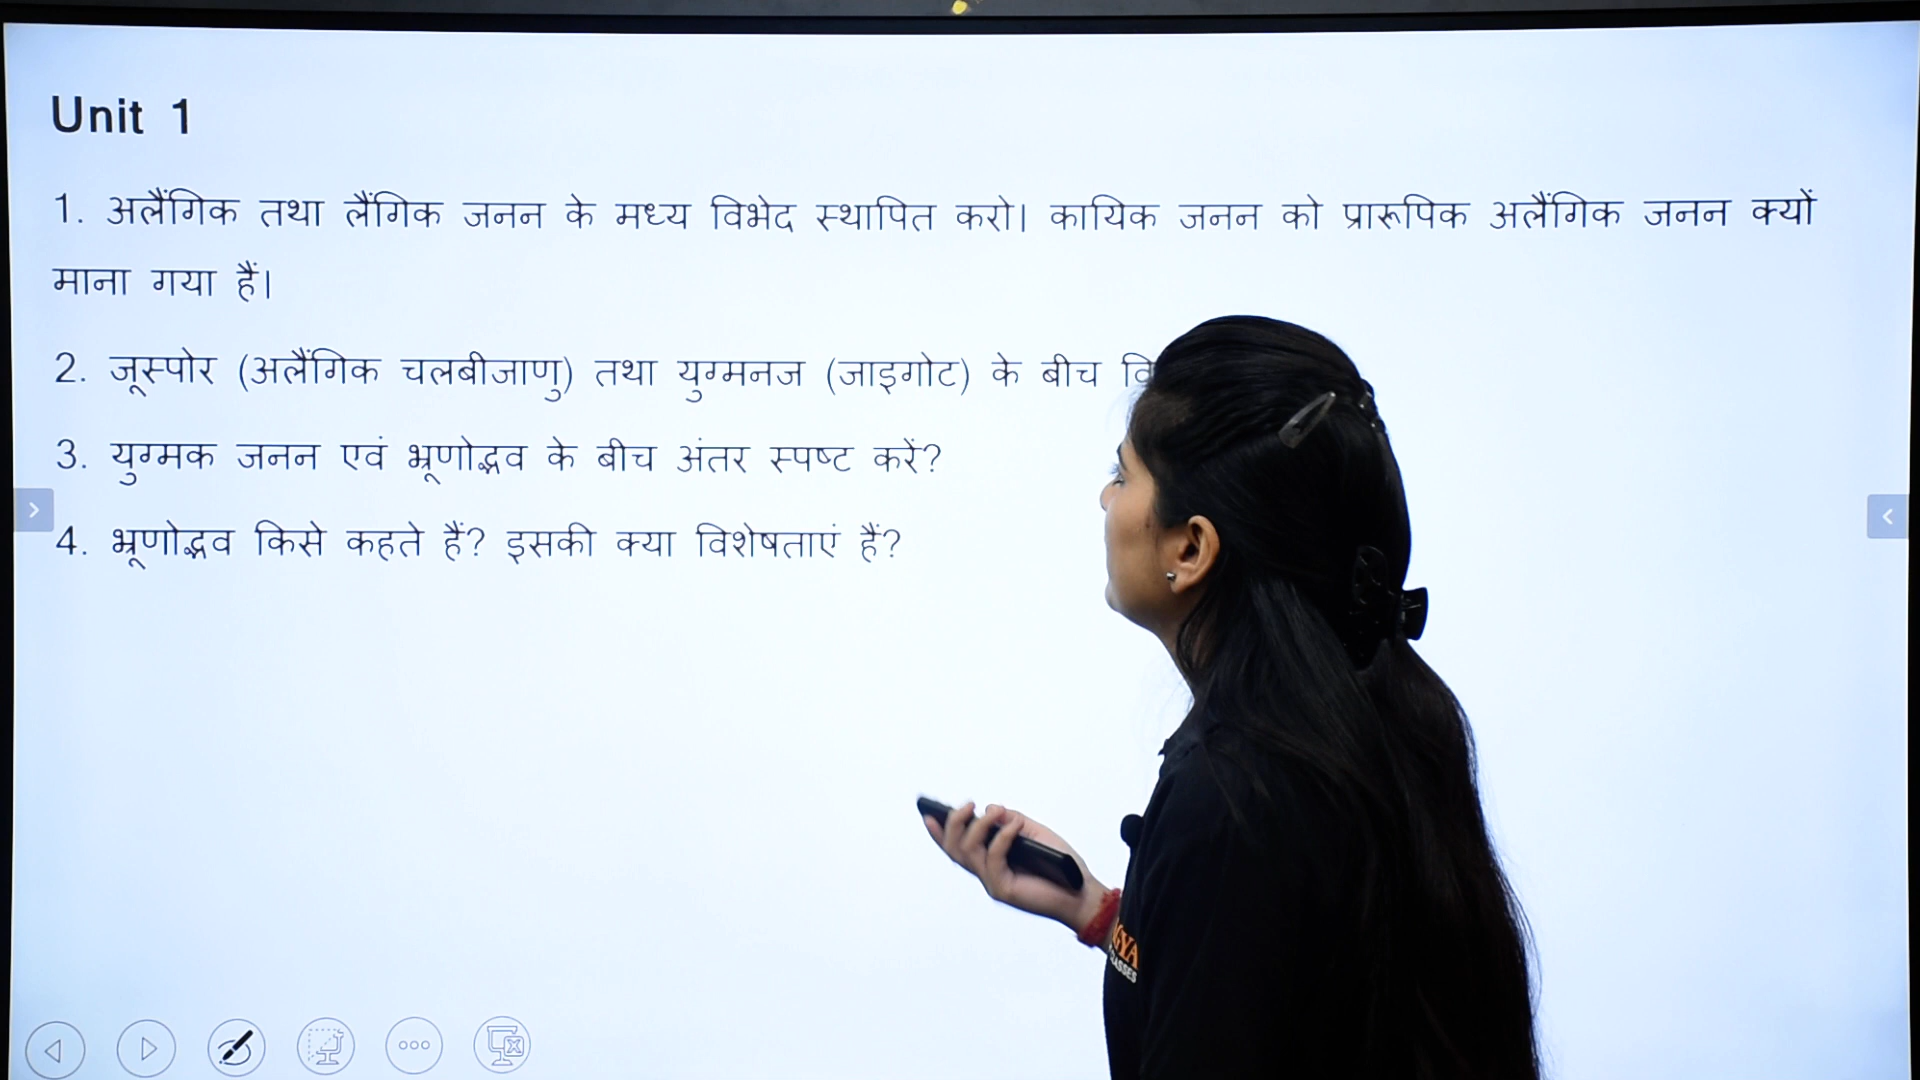 Unit 1
1. अलैंगिक तथा लैंगिक जनन के मध्य विभेद स्थापित करो। कायिक जनन को प्रारूपिक अलैंगिक जनन क्यों
माना गया हैं।
2. जूस्पोर (अलैंगिक चलबीजाणु) तथा युग्मनज (जाइगोट) के बीच
3. युग्मक जनन एवं भ्रूणोद्भव के बीच अंतर स्पष्ट करें?
4. भ्रूणोद्भव किसे कहते हैं? इसकी क्या विशेषताएं हैं?